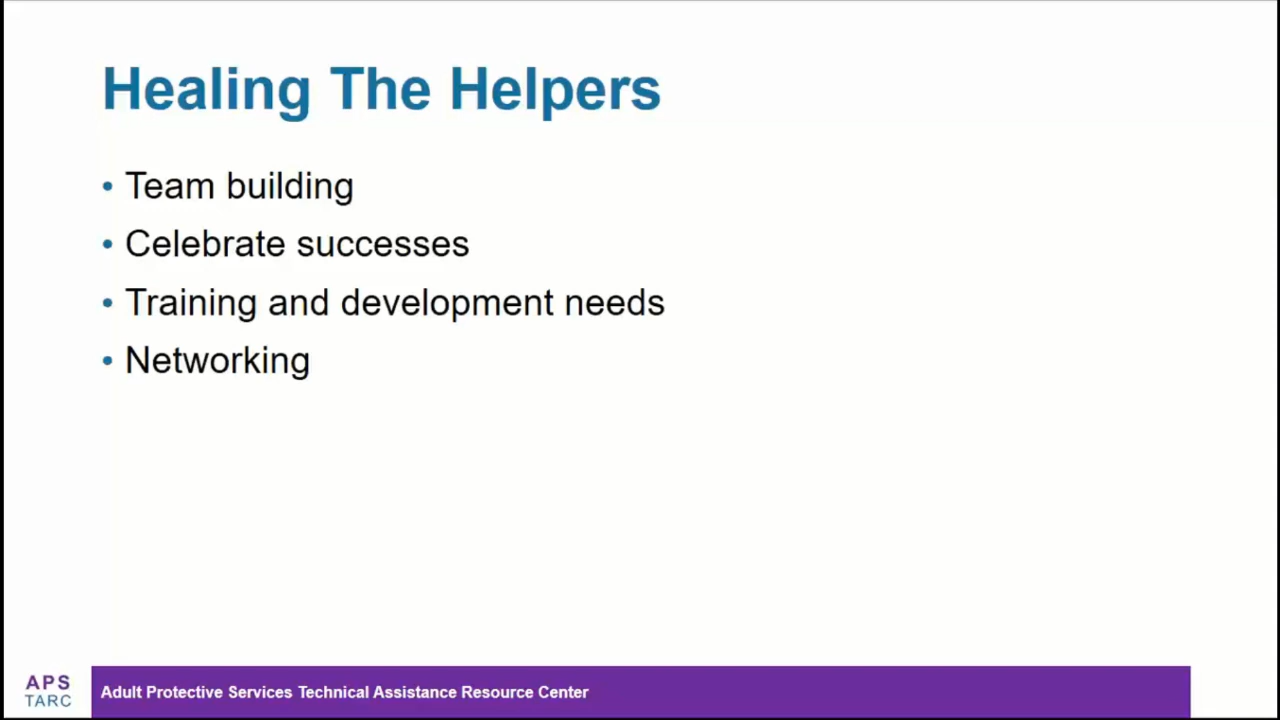 Healing The Helpers
• Team building
• Celebrate successes
• Training and development needs
• Networking
APS
TARC
Adult Protective Services Technical Assistance Resource Center